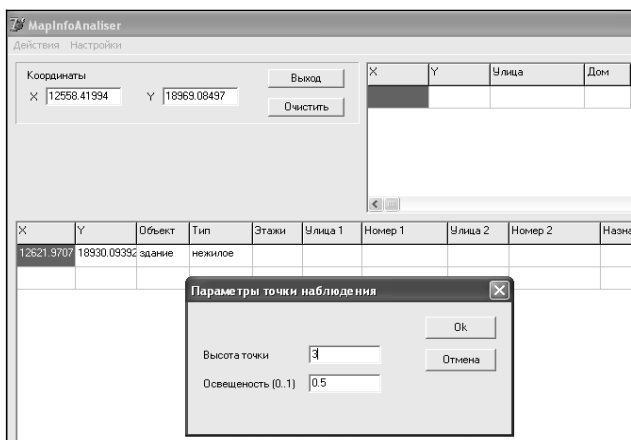 MapInfoAnaliser
Действия Настройки
Координаты
X 12558.41994 Y 18969.08497
Выход
Очистить
X Y Улица Дом
X Y Объект Тип Этажи Улица 1 Номер 1 Улица 2 Номер 2 Назна
12621.9707 18930.09392 здание нежилое
Параметры точки наблюдения
Высота точки 3
Освещеность (0..1) 0.5
Ok
Отмена